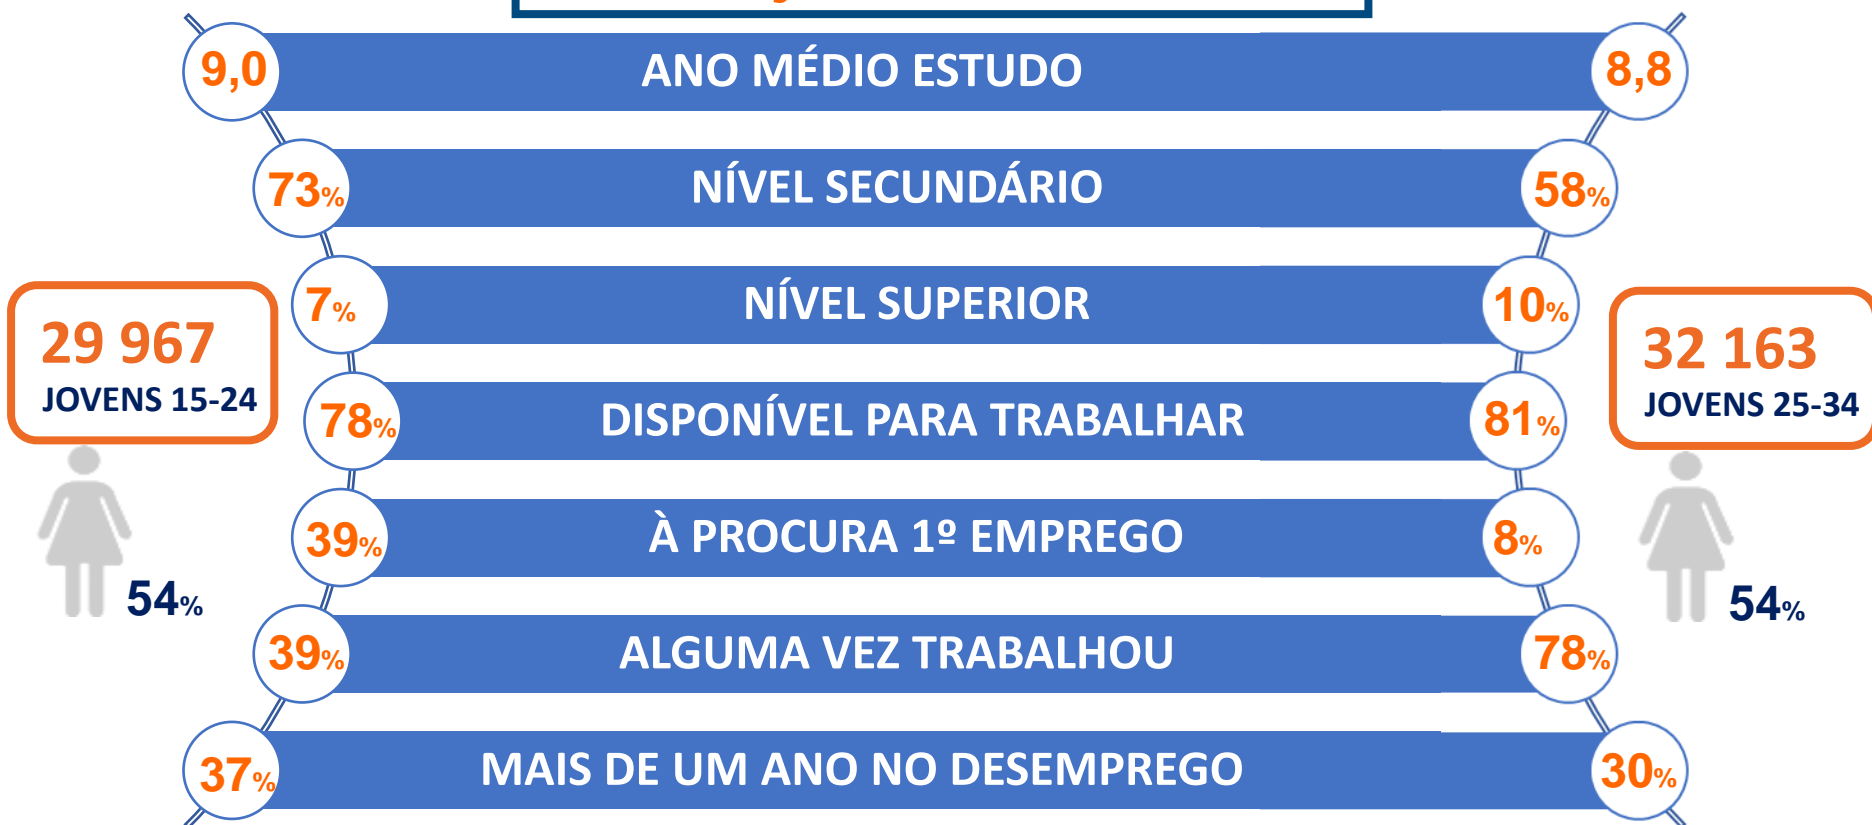 9,0 ANO MÉDIO ESTUDO 8,8
73% NÍVEL SECUNDÁRIO 58%
7% NÍVEL SUPERIOR 10%
29 967
JOVENS 15-24
32 163
JOVENS 25-34
78% DISPONÍVEL PARA TRABALHAR 81%
39% À PROCURA 1º EMPREGO 8%
54%
54%
39% ALGUMA VEZ TRABALHOU 78%
37% MAIS DE UM ANO NO DESEMPREGO 30%